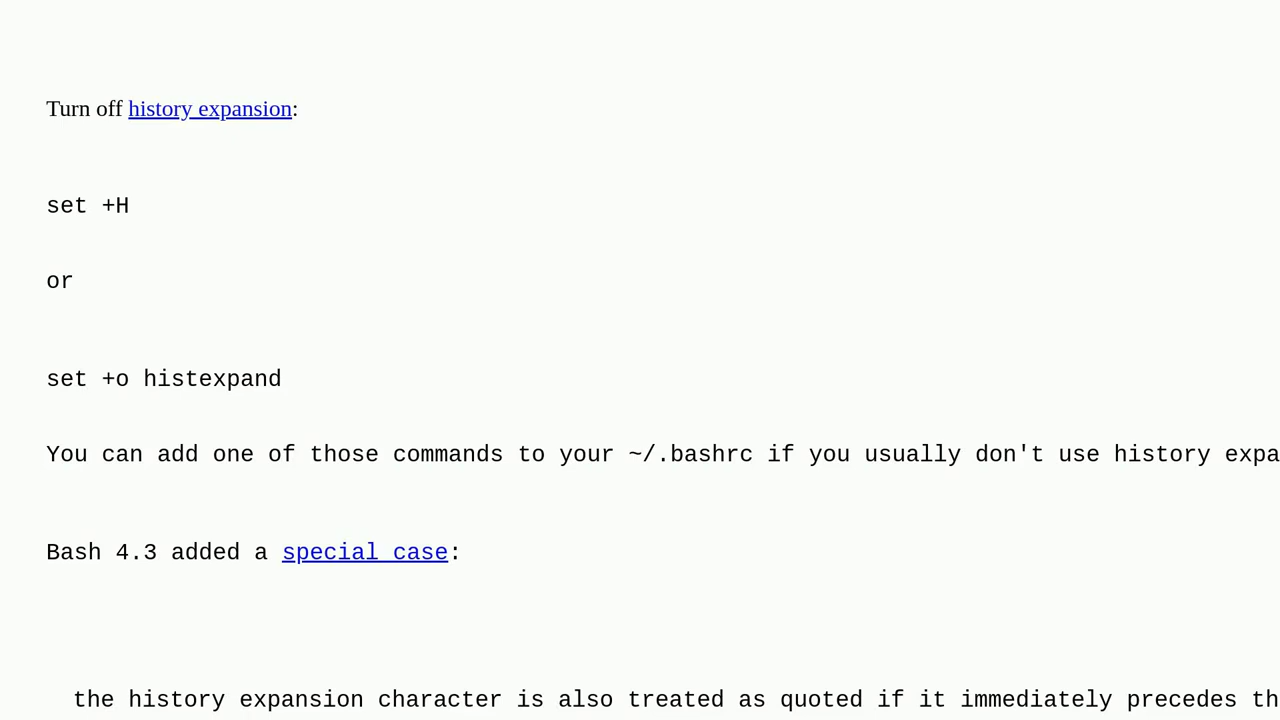 Turn off history expansion:
set +H
or
set +o histexpand
You can add one of those commands to your ~/.bashrc if you usually don't use history
Bash 4.3 added a special case:
the history expansion character is also treated as quoted if it immediately precedes